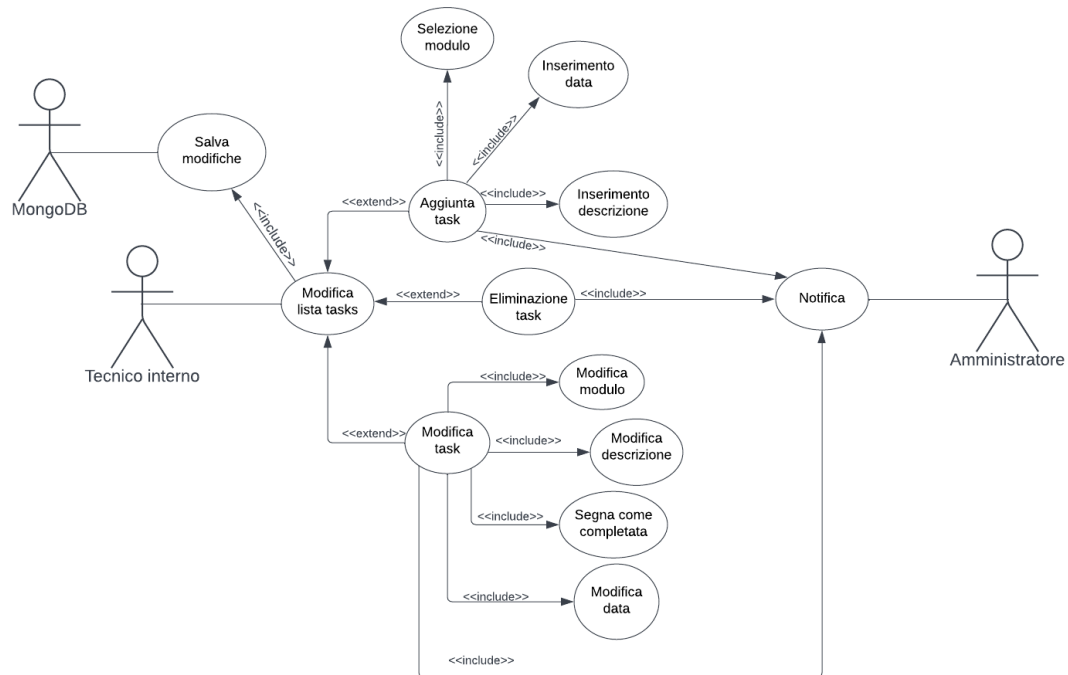 Selezione
modulo
Inserimento
data
Salva
modifiche
MongoDB
<<include>>
<<include>>
<<include>>
<<extend>>
Aggiunta
task
<<include>>
Inserimento
descrizione
<<include>>
Tecnico interno
Modifica
lista tasks
<<extend>>
Eliminazione
task
<<include>>
Notifica
Amministratore
<<include>>
Modifica
modulo
<<extend>>
Modifica
task
<<include>>
Modifica
descrizione
<<include>>
Segna come
completata
<<include>>
Modifica
data
<<include>>